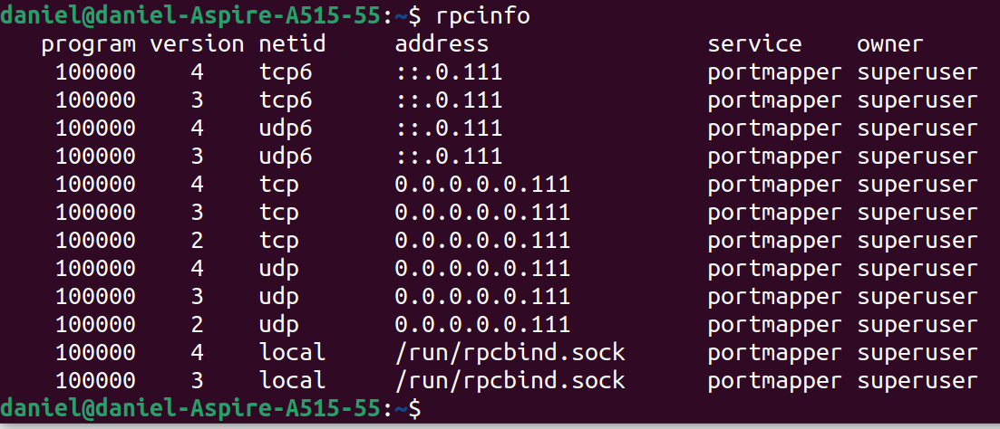 daniel@daniel-Aspire-A515-55:~$ rpcinfo
   program version netid     address                service    owner
    100000    4    tcp6      ::.0.111               portmapper superuser
    100000    3    tcp6      ::.0.111               portmapper superuser
    100000    4    udp6      ::.0.111               portmapper superuser
    100000    3    udp6      ::.0.111               portmapper superuser
    100000    4    tcp       0.0.0.0.0.111          portmapper superuser
    100000    3    tcp       0.0.0.0.0.111          portmapper superuser
    100000    2    tcp       0.0.0.0.0.111          portmapper superuser
    100000    4    udp       0.0.0.0.0.111          portmapper superuser
    100000    3    udp       0.0.0.0.0.111          portmapper superuser
    100000    2    udp       0.0.0.0.0.111          portmapper superuser
    100000    4    local     /run/rpcbind.sock      portmapper superuser
    100000    3    local     /run/rpcbind.sock      portmapper superuser
daniel@daniel-Aspire-A515-55:~$